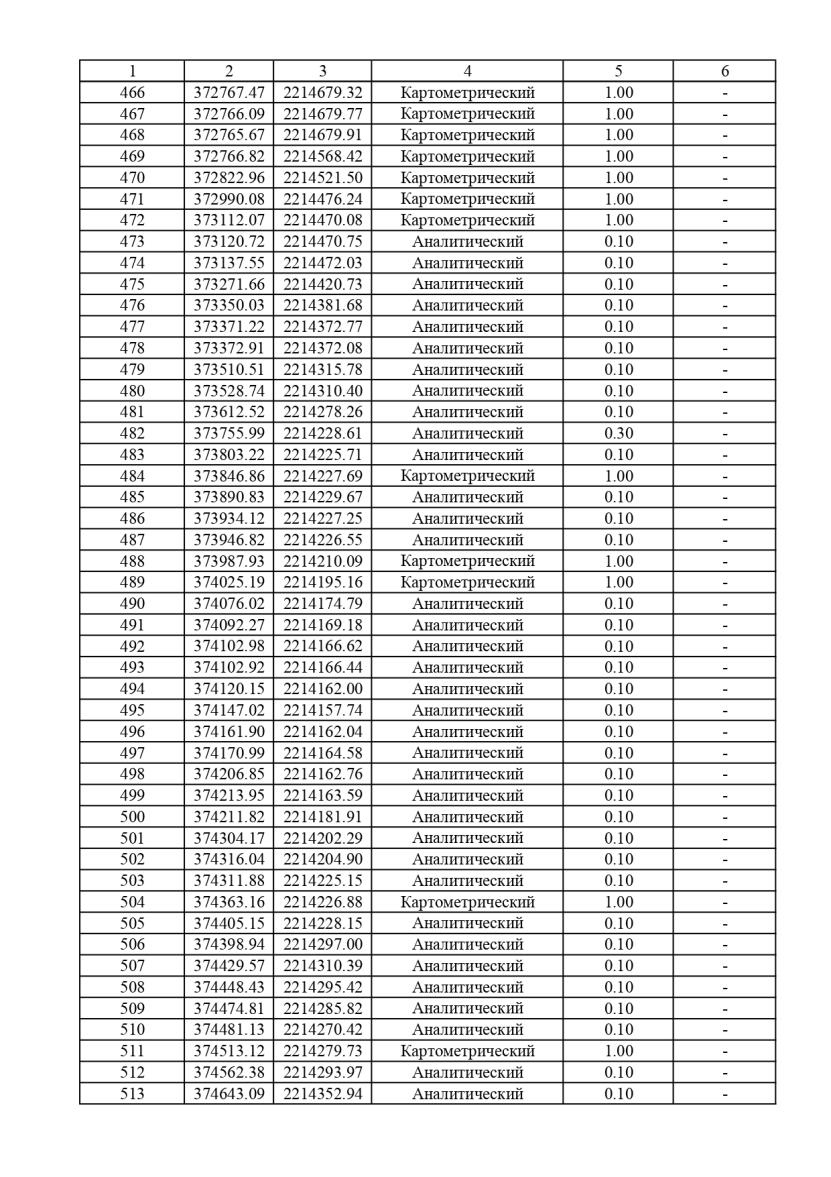 1 2 3 4 5 6
466 372767.47 2214679.32 Картометрический 1.00 -
467 372766.09 2214679.77 Картометрический 1.00 -
468 372765.67 2214679.91 Картометрический 1.00 -
469 372766.82 2214568.42 Картометрический 1.00 -
470 372822.96 2214521.50 Картометрический 1.00 -
471 372990.08 2214476.24 Картометрический 1.00 -
472 373112.07 2214470.08 Картометрический 1.00 -
473 373120.72 2214470.75 Аналитический 0.10 -
474 373137.55 2214472.03 Аналитический 0.10 -
475 373271.66 2214420.73 Аналитический 0.10 -
476 373350.03 2214381.68 Аналитический 0.10 -
477 373371.22 2214372.77 Аналитический 0.10 -
478 373372.91 2214372.08 Аналитический 0.10 -
479 373510.51 2214315.78 Аналитический 0.10 -
480 373528.74 2214310.40 Аналитический 0.10 -
481 373612.52 2214278.26 Аналитический 0.10 -
482 373755.99 2214228.61 Аналитический 0.30 -
483 373803.22 2214225.71 Аналитический 0.10 -
484 373846.86 2214227.69 Картометрический 1.00 -
485 373890.83 2214229.67 Аналитический 0.10 -
486 373934.12 2214227.25 Аналитический 0.10 -
487 373946.82 2214226.55 Аналитический 0.10 -
488 373987.93 2214210.09 Картометрический 1.00 -
489 374025.19 2214195.16 Картометрический 1.00 -
490 374076.02 2214174.79 Аналитический 0.10 -
491 374092.27 2214169.18 Аналитический 0.10 -
492 374102.98 2214166.62 Аналитический 0.10 -
493 374102.92 2214166.44 Аналитический 0.10 -
494 374120.15 2214162.00 Аналитический 0.10 -
495 374147.02 2214157.74 Аналитический 0.10 -
496 374161.90 2214162.04 Аналитический 0.10 -
497 374170.99 2214164.58 Аналитический 0.10 -
498 374206.85 2214162.76 Аналитический 0.10 -
499 374213.95 2214163.59 Аналитический 0.10 -
500 374211.82 2214181.91 Аналитический 0.10 -
501 374304.17 2214202.29 Аналитический 0.10 -
502 374316.04 2214204.90 Аналитический 0.10 -
503 374311.88 2214225.15 Аналитический 0.10 -
504 374363.16 2214226.88 Картометрический 1.00 -
505 374405.15 2214228.15 Аналитический 0.10 -
506 374398.94 2214297.00 Аналитический 0.10 -
507 374429.57 2214310.39 Аналитический 0.10 -
508 374448.43 2214295.42 Аналитический 0.10 -
509 374474.81 2214285.82 Аналитический 0.10 -
510 374481.13 2214270.42 Аналитический 0.10 -
511 374513.12 2214279.73 Картометрический 1.00 -
512 374562.38 2214293.97 Аналитический 0.10 -
513 374643.09 2214352.94 Аналитический 0.10 -